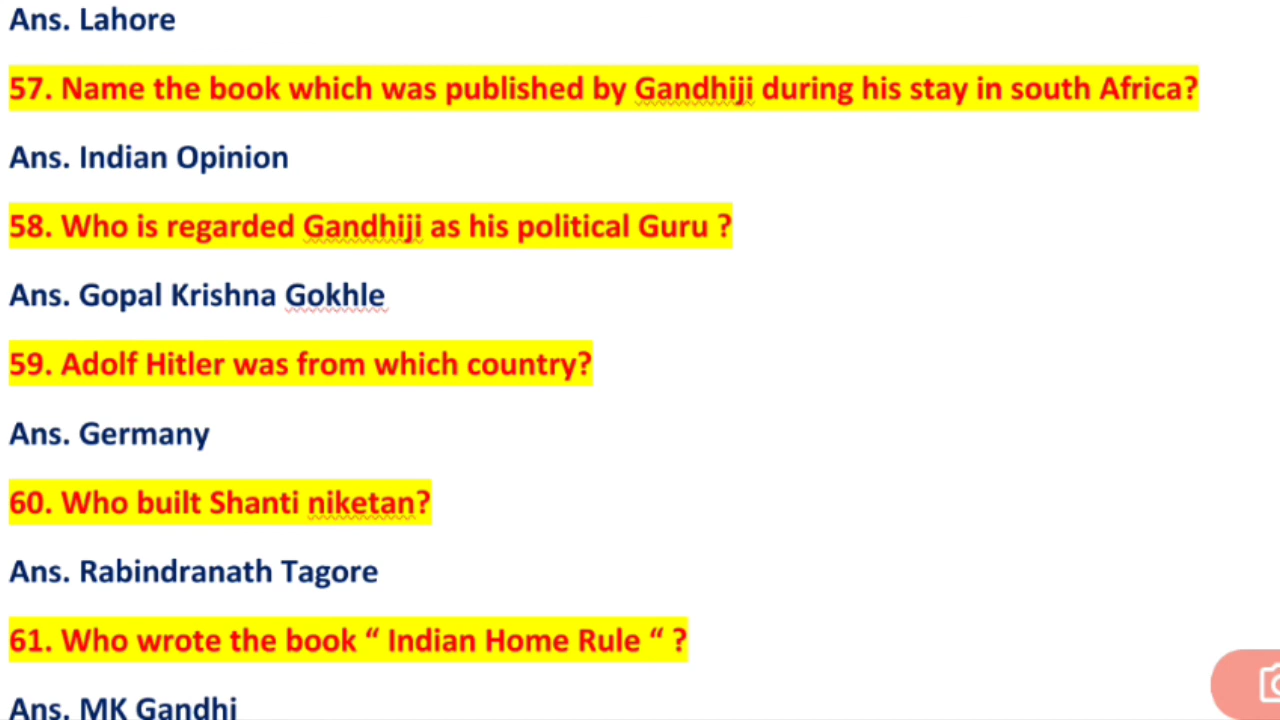 Ans. Lahore
57. Name the book which was published by Gandhiji during his stay in south Africa?
Ans. Indian Opinion
58. Who is regarded Gandhiji as his political Guru ?
Ans. Gopal Krishna Gokhle
59. Adolf Hitler was from which country?
Ans. Germany
60. Who built Shanti niketan?
Ans. Rabindranath Tagore
61. Who wrote the book “ Indian Home Rule “ ?
Ans. MK Gandhi